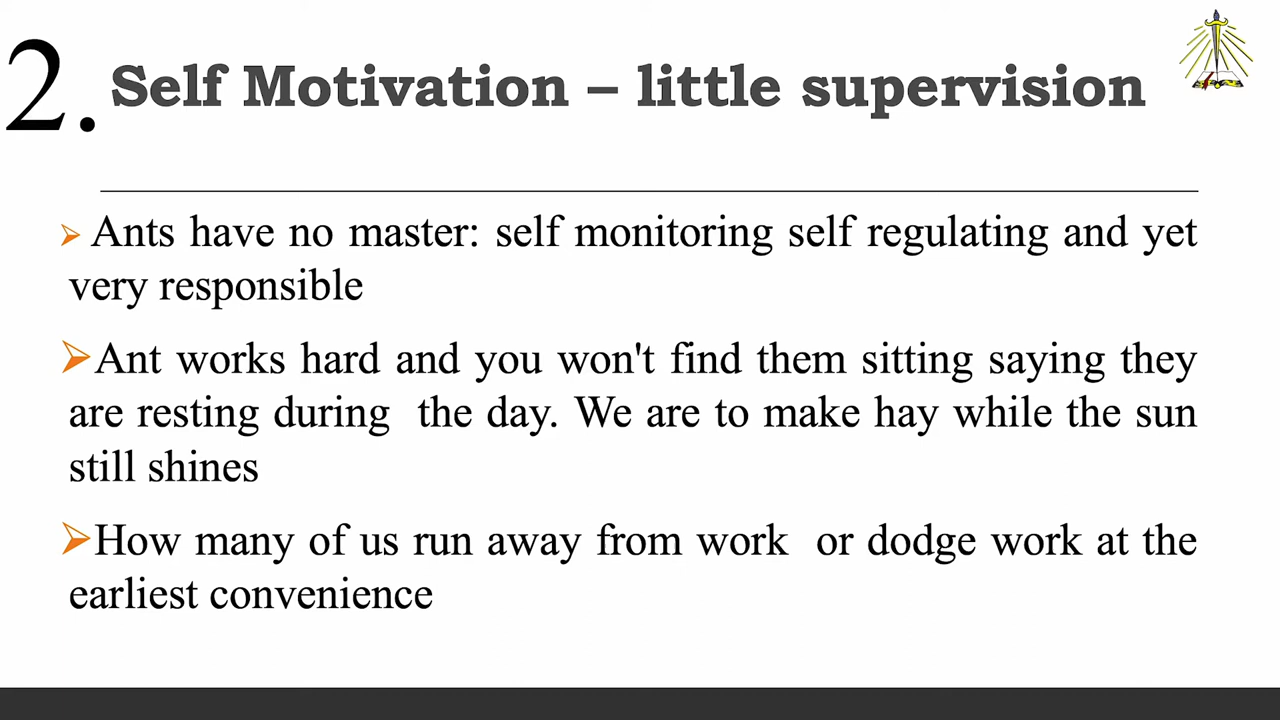 2. Self Motivation – little supervision
➢ Ants have no master: self monitoring self regulating and yet
very responsible
➢Ant works hard and you won't find them sitting saying they
are resting during  the day. We are to make hay while the sun
still shines
➢How many of us run away from work  or dodge work at the
earliest convenience